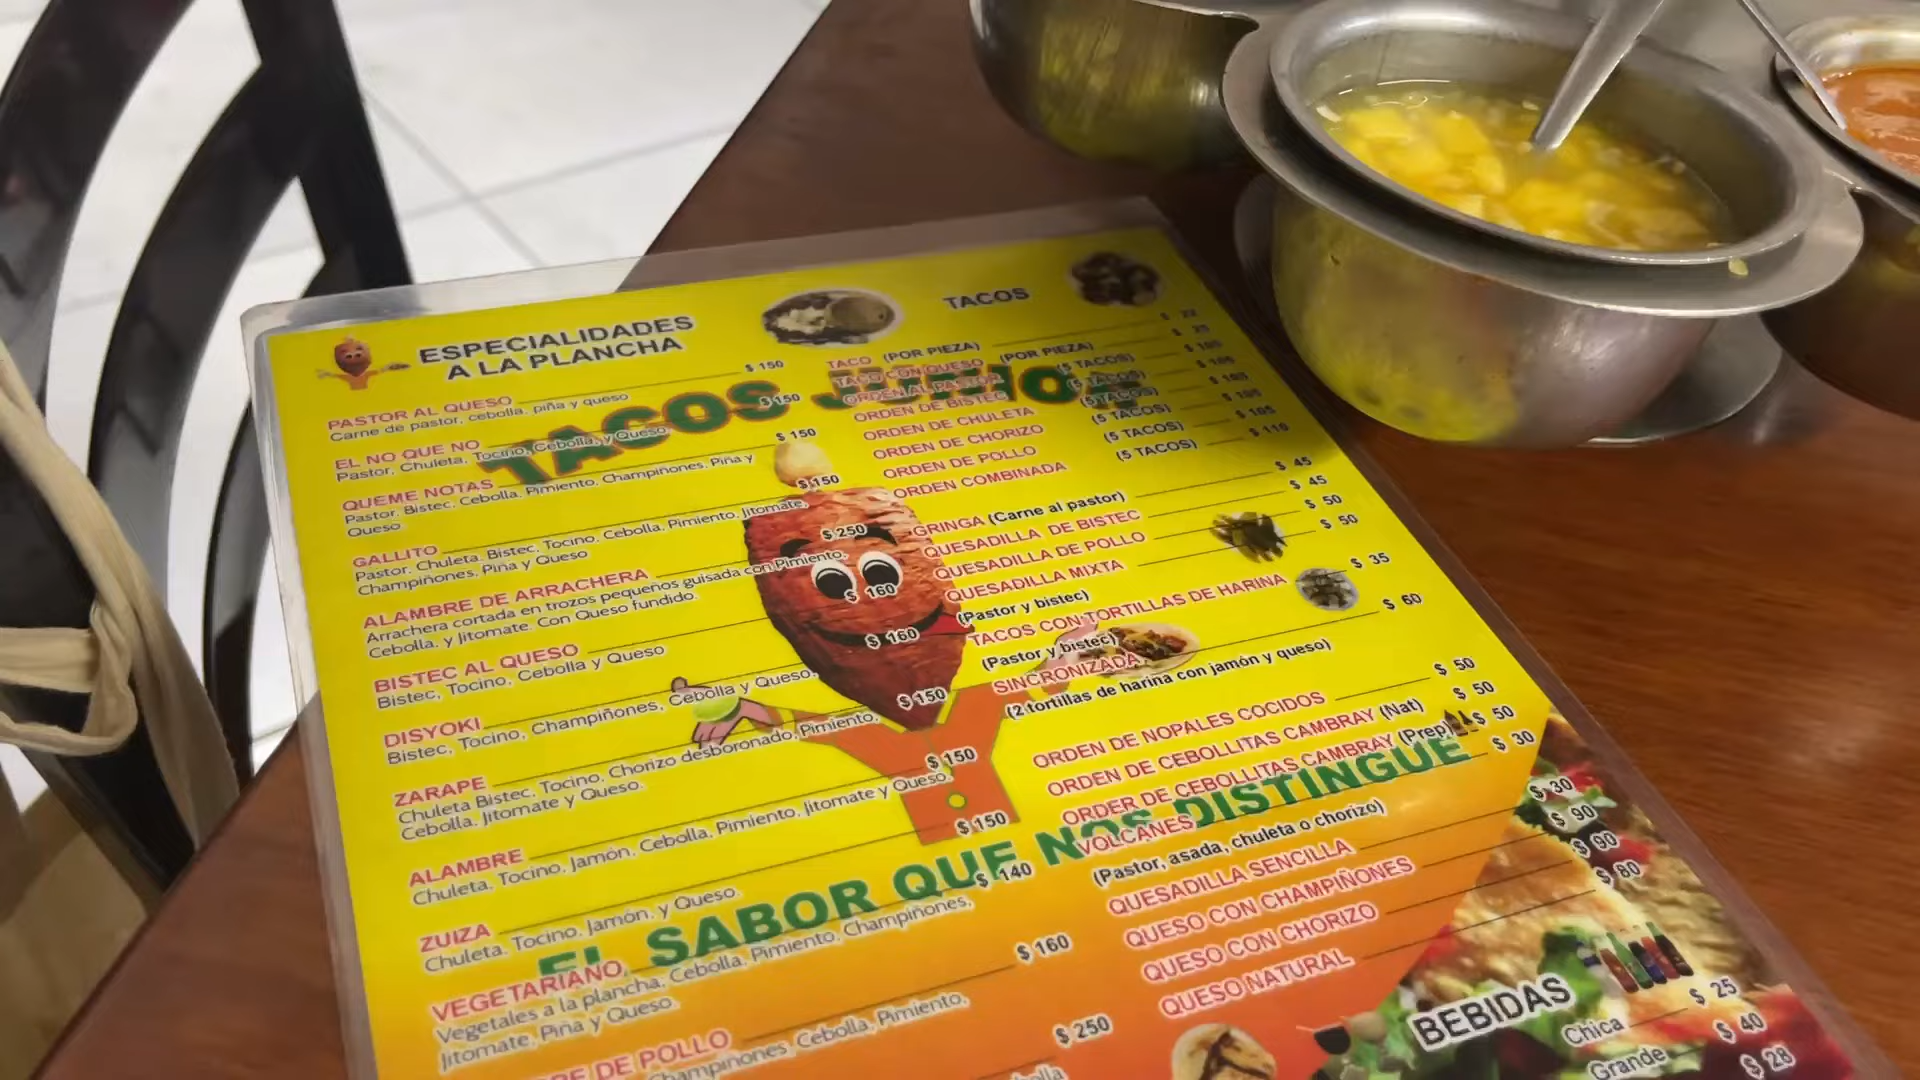 ESPECIALIDADES
A LA PLANCHA
TACOS
PASTOR AL QUESO $ 150
Carne de pastor, cebolla, piña y queso
EL NO QUE NO $ 150
Pastor, Chuleta, Tocino, Cebolla, y Queso
QUEME NOTAS $ 150
Pastor, Bistec, Cebolla, Pimiento, Champiñones, Piña y
Queso
GALLITO $ 150
Pastor, Chuleta, Bistec, Tocino, Cebolla, Pimiento, Jitomate,
Champiñones, Piña y Queso
ALAMBRE DE ARRACHERA $ 250
Arrachera cortada en trozos pequeños guisada con Pimiento,
Cebolla, y Jitomate. Con Queso fundido.
BISTEC AL QUESO $ 160
Bistec, Tocino, Cebolla y Queso
DISYOKI $ 160
Bistec, Tocino, Champiñones, Cebolla y Queso.
ZARAPE $ 150
Chuleta Bistec, Tocino, Chorizo desboronado, Pimiento,
Cebolla, Jitomate y Queso.
ALAMBRE $ 150
Chuleta, Tocino, Jamón, Cebolla, Pimiento, Jitomate y Queso.
ZUIZA $ 150
Chuleta, Tocino, Jamón, y Queso.
VEGETARIANO, $ 140
Vegetales a la plancha, Cebolla, Pimiento, Champiñones,
Jitomate, Piña y Queso.
DE POLLO $ 160
Champiñones, Cebolla, Pimiento,
$ 250
TACO (POR PIEZA) $ 22
TACO CON QUESO (POR PIEZA)
ORDEN AL PASTOR (5 TACOS)
ORDEN DE BISTEC (5 TACOS)
ORDEN DE CHULETA (5 TACOS)
ORDEN DE CHORIZO (5 TACOS)
ORDEN DE POLLO (5 TACOS) $ 105
ORDEN COMBINADA (5 TACOS) $ 110
GRINGA (Carne al pastor) $ 45
QUESADILLA DE BISTEC $ 45
QUESADILLA DE POLLO $ 50
QUESADILLA MIXTA $ 50
(Pastor y bistec)
TACOS CON TORTILLAS DE HARINA $ 35
(Pastor y bistec)
SINCRONIZADA $ 60
(2 tortillas de harina con jamón y queso)
ORDEN DE NOPALES COCIDOS $ 50
ORDEN DE CEBOLLITAS CAMBRAY (Nat) $ 50
ORDER DE CEBOLLITAS CAMBRAY (Prep) $ 50
VOLCANES $ 30
(Pastor, asada, chuleta o chorizo)
QUESADILLA SENCILLA $ 30
QUESO CON CHAMPIÑONES $ 90
QUESO CON CHORIZO $ 90
QUESO NATURAL $ 80
TACOS
EL SABOR QUE NOS DISTINGUE
BEBIDAS
Chica $ 25
Grande $ 40
$ 28